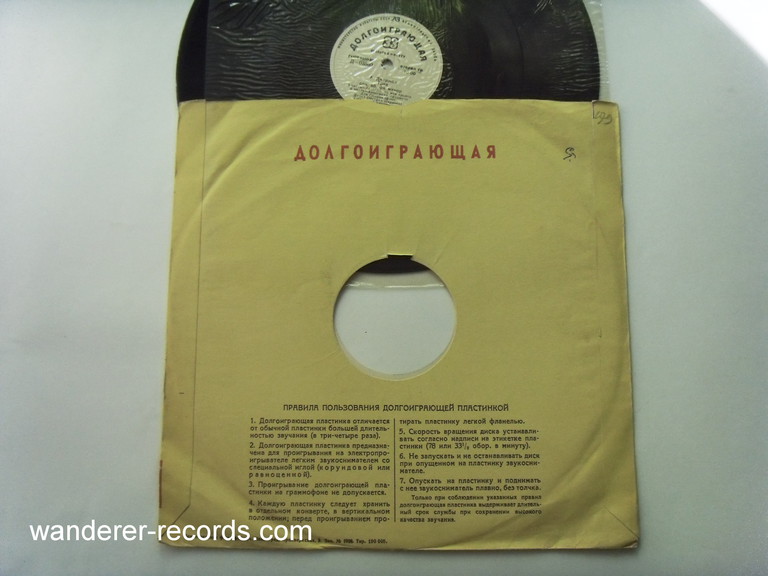 ДОЛГОИГРАЮЩАЯ
33
ДОЛГОИГРАЮЩАЯ
ПРАВИЛА ПОЛЬЗОВАНИЯ ДОЛГОИГРАЮЩЕЙ ПЛАСТИНКОЙ
1. Долгоиграющая пластинка отличается
от обычной пластинки большей длитель-
ностью звучания (в три-четыре раза).
2. Долгоиграющая пластинка предназна-
чена для проигрывания на электропро-
игрывателе легким звукоснимателем со
специальной иглой (корундовой или
равноценной).
3. Проигрывание долгоиграющей пла-
стинки на граммофоне не допускается.
4. Каждую пластинку следует хранить
в отдельном конверте, в вертикальном
положении; перед проигрыванием про-
тирать пластинку легкой фланелью.
5. Скорость вращения диска устанавли-
вать согласно надписи на этикетке пла-
стинки (78 или 33⅓ обор. в минуту).
6. Не запускать и не останавливать диск
при опущенном на пластинку звукосни-
мателе.
7. Опускать на пластинку и поднимать
с нее звукосниматель плавно, без толчка.
Только при соблюдении указанных правил
долгоиграющая пластинка выдерживает длитель-
ный срок службы при сохранении высокого
качества звучания.
wanderer-records.com